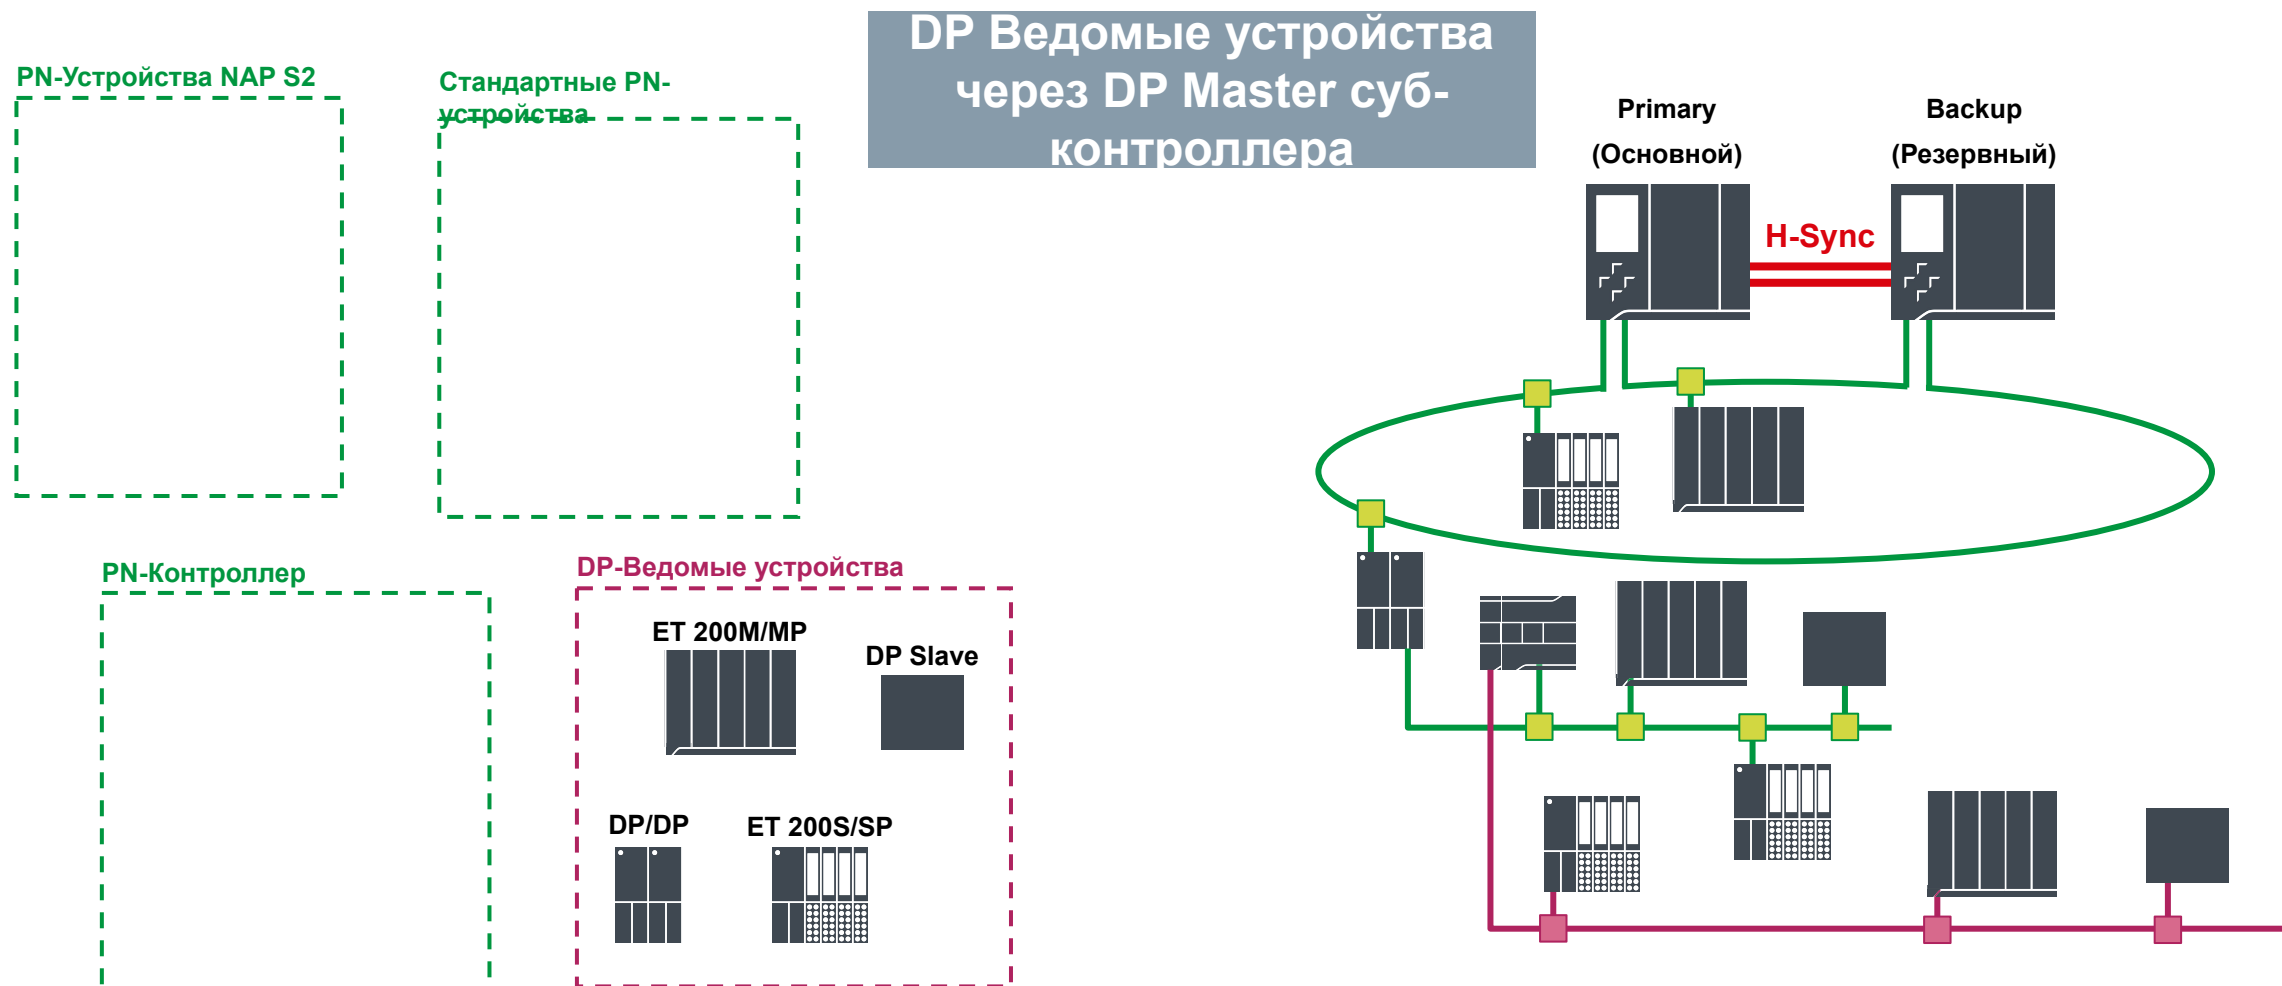 DP Ведомые устройства
через DP Master суб-
контроллера
PN-Устройства NAP S2
Стандартные PN-
устройства
Primary
(Основной)
Backup
(Резервный)
H-Sync
PN-Контроллер
DP-Ведомые устройства
ET 200M/MP
DP Slave
DP/DP
ET 200S/SP